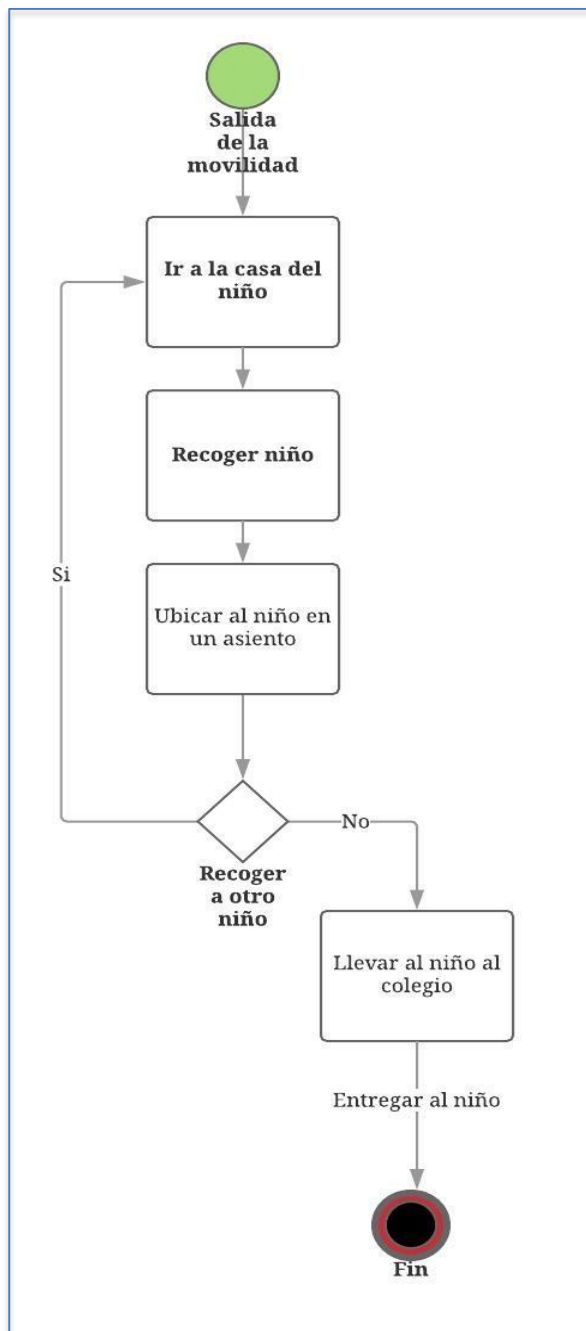 Salida
de la
movilidad
Ir a la casa del
niño
Recoger niño
Si
Ubicar al niño en
un asiento
No
Recoger
a otro
niño
Llevar al niño al
colegio
Entregar al niño
Fin